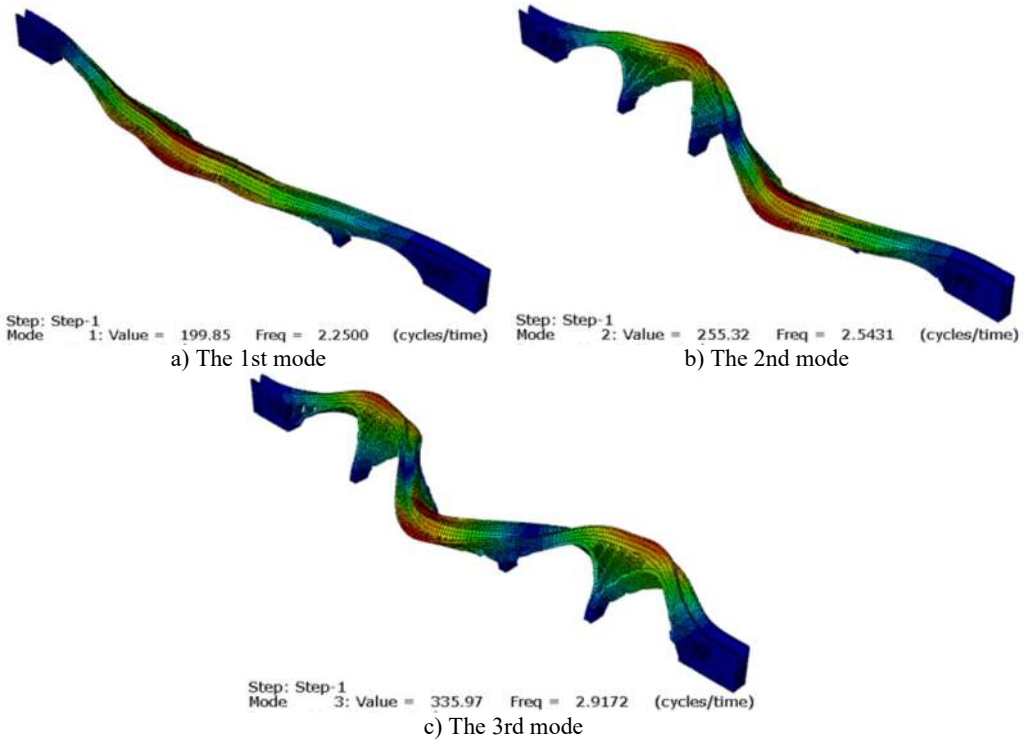 Step: Step-1
Mode 1: Value = 199.85 Freq = 2.2500 (cycles/time)
a) The 1st mode
Step: Step-1
Mode 2: Value = 255.32 Freq = 2.5431 (cycles/time)
b) The 2nd mode
Step: Step-1
Mode 3: Value = 335.97 Freq = 2.9172 (cycles/time)
c) The 3rd mode